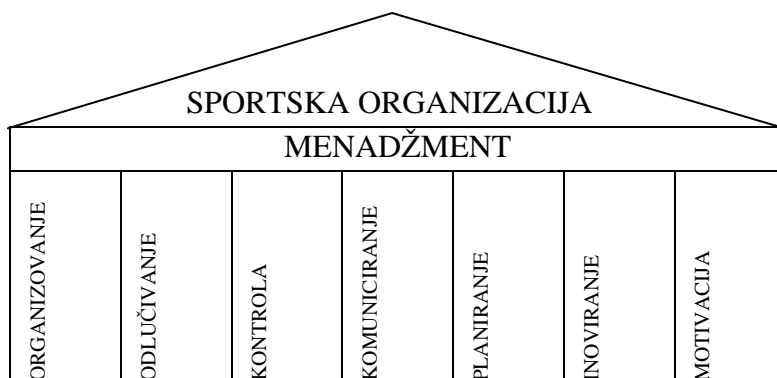 SPORTSKA ORGANIZACIJA
MENADŽMENT
ORGANIZOVANJE
ODLUČIVANJE
KONTROLA
KOMUNICIRANJE
PLANIRANJE
INOVIRANJE
MOTIVACIJA